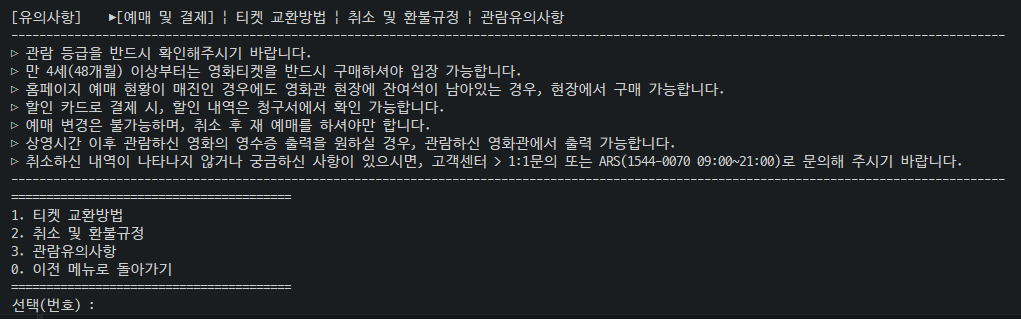 [유의사항]   ▶[예매 및 결제] ¦ 티켓 교환방법 ¦ 취소 및 환불규정 ¦ 관람유의사항
----------------------------------------------------------------------------------------------------------------------------------------------
▷ 관람 등급을 반드시 확인해주시기 바랍니다.
▷ 만 4세(48개월) 이상부터는 영화티켓을 반드시 구매하셔야 입장 가능합니다.
▷ 홈페이지 예매 현황이 매진인 경우에도 영화관 현장에 잔여석이 남아있는 경우, 현장에서 구매 가능합니다.
▷ 할인 카드로 결제 시, 할인 내역은 청구서에서 확인 가능합니다.
▷ 예매 변경은 불가능하며, 취소 후 재 예매를 하셔야만 합니다.
▷ 상영시간 이후 관람하신 영화의 영수증 출력을 원하실 경우, 관람하신 영화관에서 출력 가능합니다.
▷ 취소하신 내역이 나타나지 않거나 궁금하신 사항이 있으시면, 고객센터 > 1:1문의 또는 ARS(1544-0070 09:00~21:00)로 문의해 주시기 바랍니다.
----------------------------------------------------------------------------------------------------------------------------------------------
========================================
1. 티켓 교환방법
2. 취소 및 환불규정
3. 관람유의사항
0. 이전 메뉴로 돌아가기
========================================
선택(번호) :